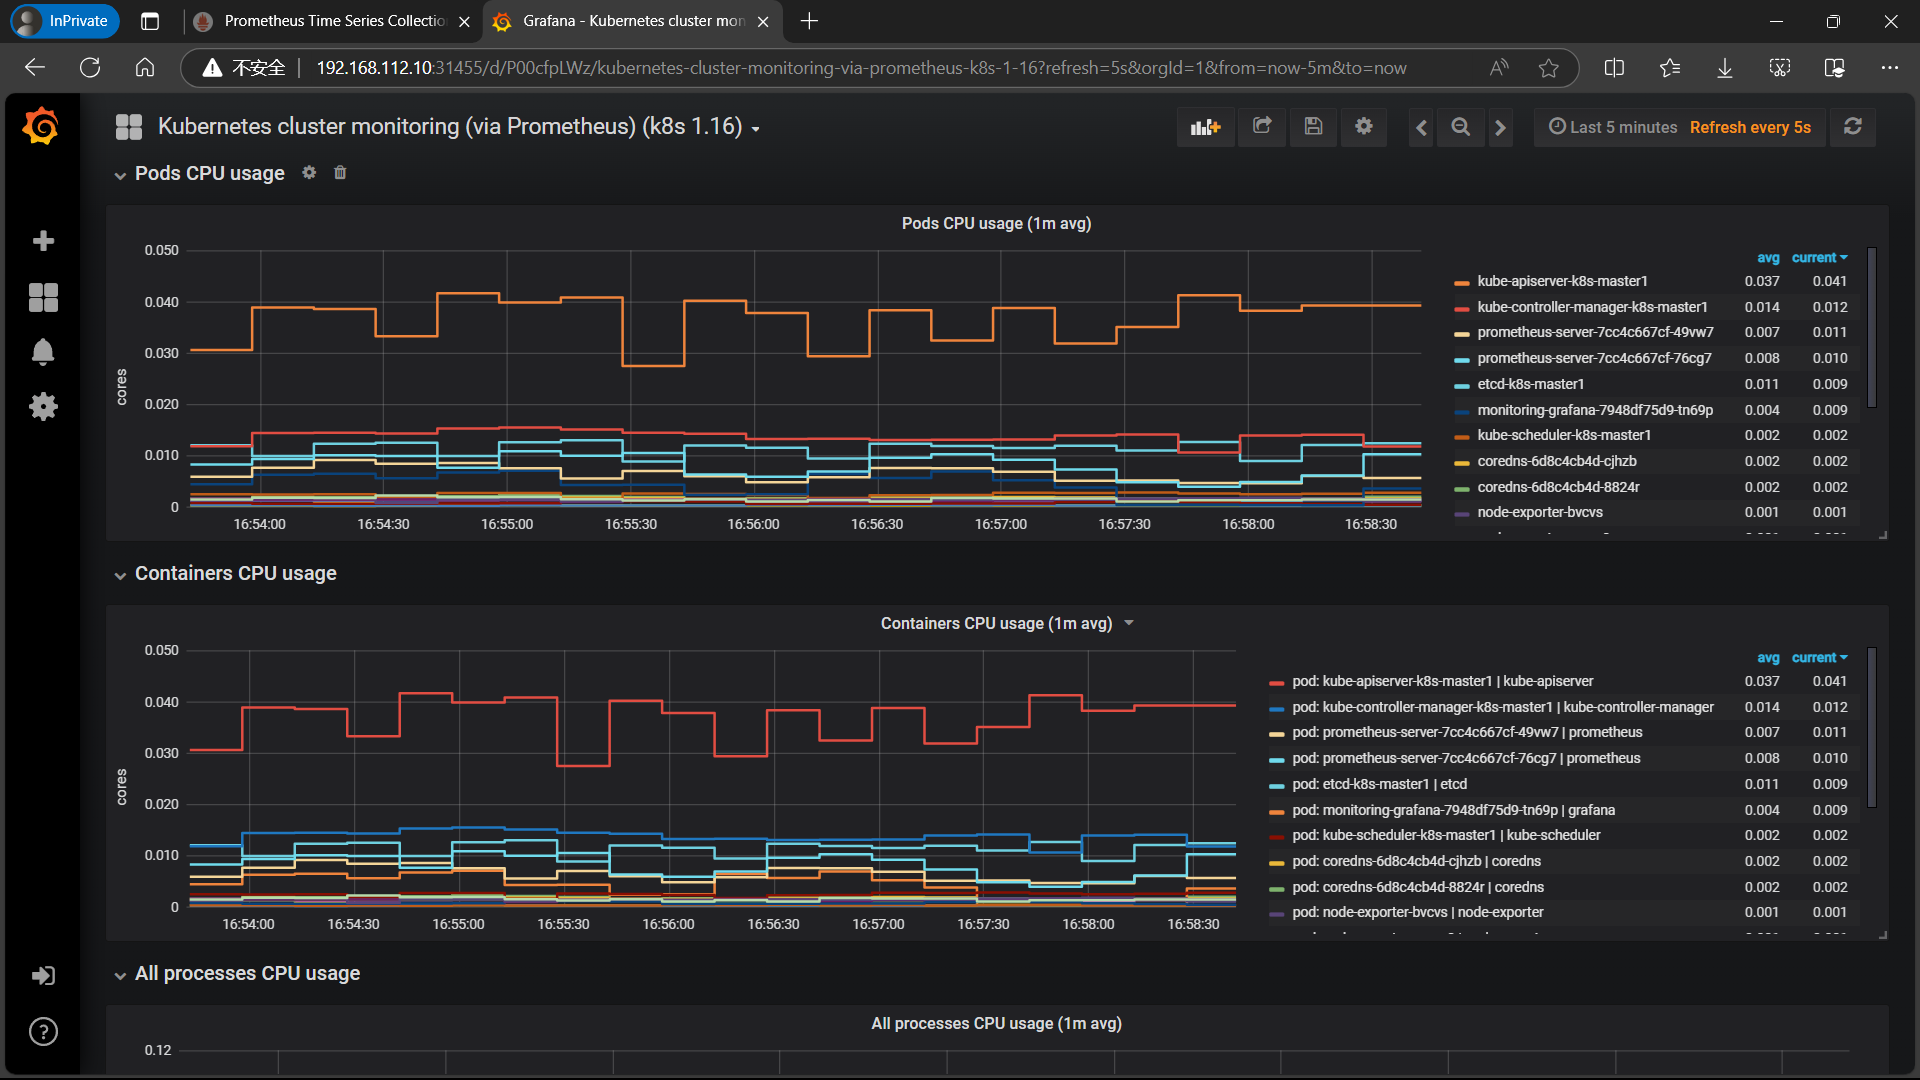 InPrivate
Prometheus Time Series Collectio
Grafana - Kubernetes cluster mon
不安全
192.168.112.10:31455/d/P00cfpLWz/kubernetes-cluster-monitoring-via-prometheus-k8s-1-16?refresh=5s&orgId=1&from=now-5m&to=now
Kubernetes cluster monitoring (via Prometheus) (k8s 1.16)
Last 5 minutes Refresh every 5s
Pods CPU usage
Pods CPU usage (1m avg)
cores
0.050
0.040
0.030
0.020
0.010
0
16:54:00 16:54:30 16:55:00 16:55:30 16:56:00 16:56:30 16:57:00 16:57:30 16:58:00 16:58:30
avg current
kube-apiserver-k8s-master1 0.037 0.041
kube-controller-manager-k8s-master1 0.014 0.012
prometheus-server-7cc4c667cf-49vw7 0.007 0.011
prometheus-server-7cc4c667cf-76cg7 0.008 0.010
etcd-k8s-master1 0.011 0.009
monitoring-grafana-7948df75d9-tn69p 0.004 0.009
kube-scheduler-k8s-master1 0.002 0.002
coredns-6d8c4cb4d-cjhzb 0.002 0.002
coredns-6d8c4cb4d-8824r 0.002 0.002
node-exporter-bvcvs 0.001 0.001
Containers CPU usage
Containers CPU usage (1m avg)
cores
0.050
0.040
0.030
0.020
0.010
0
16:54:00 16:54:30 16:55:00 16:55:30 16:56:00 16:56:30 16:57:00 16:57:30 16:58:00 16:58:30
avg current
pod: kube-apiserver-k8s-master1 | kube-apiserver 0.037 0.041
pod: kube-controller-manager-k8s-master1 | kube-controller-manager 0.014 0.012
pod: prometheus-server-7cc4c667cf-49vw7 | prometheus 0.007 0.011
pod: prometheus-server-7cc4c667cf-76cg7 | prometheus 0.008 0.010
pod: etcd-k8s-master1 | etcd 0.011 0.009
pod: monitoring-grafana-7948df75d9-tn69p | grafana 0.004 0.009
pod: kube-scheduler-k8s-master1 | kube-scheduler 0.002 0.002
pod: coredns-6d8c4cb4d-cjhzb | coredns 0.002 0.002
pod: coredns-6d8c4cb4d-8824r | coredns 0.002 0.002
pod: node-exporter-bvcvs | node-exporter 0.001 0.001
All processes CPU usage
All processes CPU usage (1m avg)
0.12